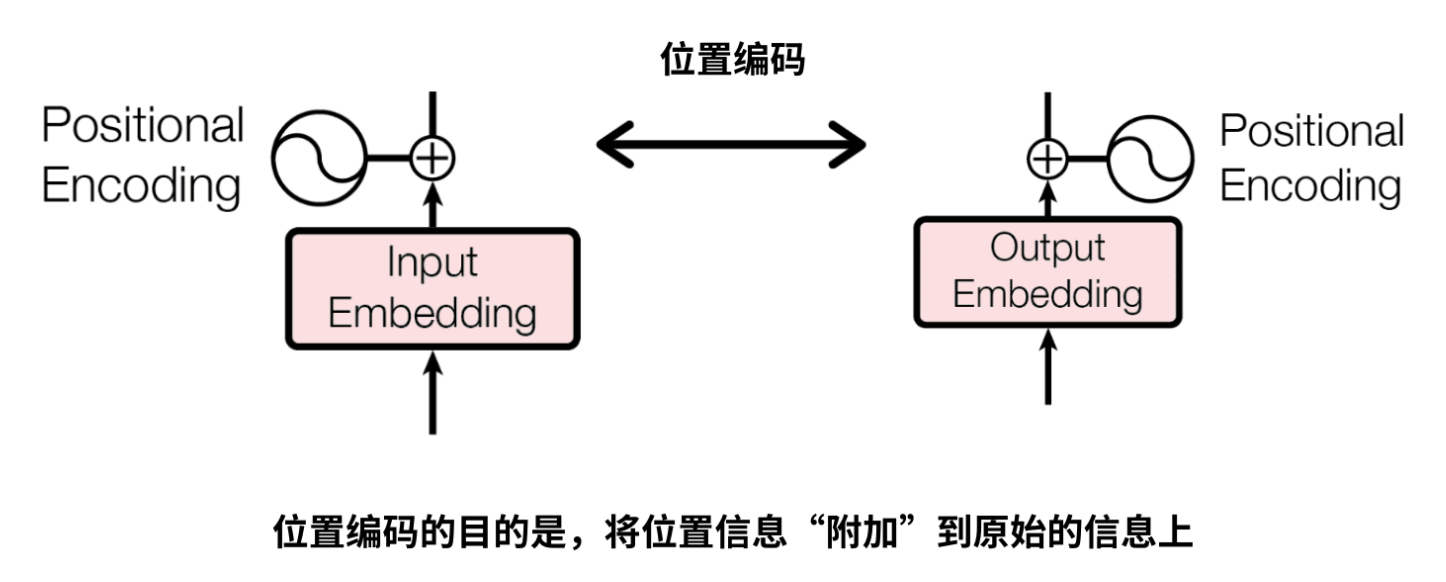 位置编码
Positional
Encoding
Input
Embedding
Output
Embedding
Positional
Encoding
位置编码的目的是，将位置信息“附加”到原始的信息上